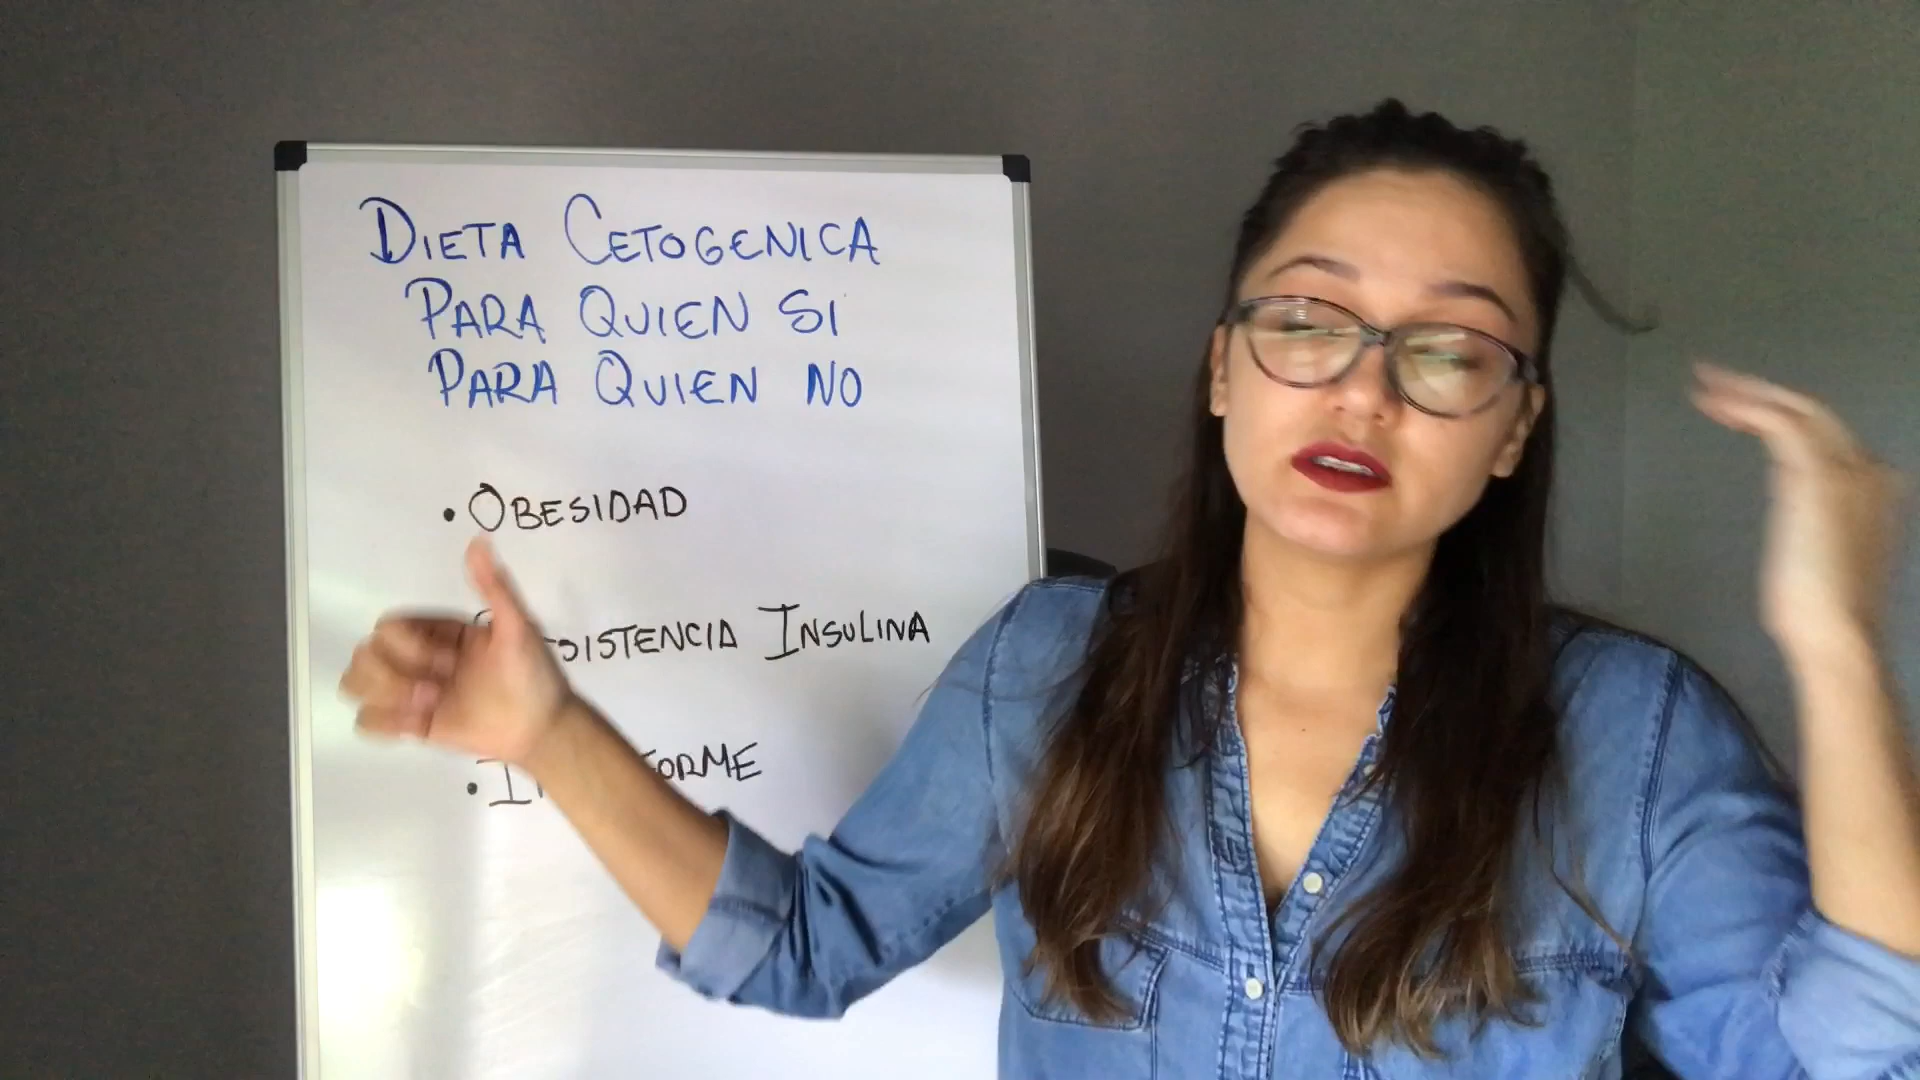 DIETA CETOGENICA
PARA QUIEN SI
PARA QUIEN NO
• OBESIDAD
INSULINA